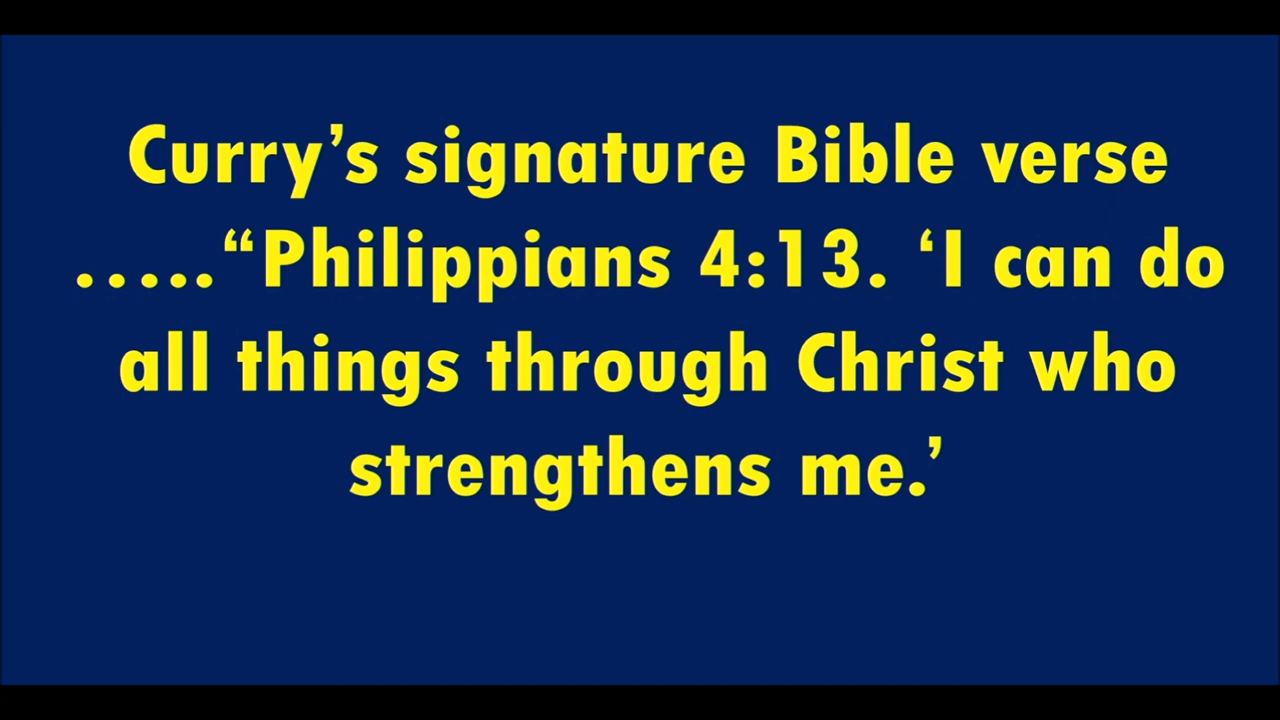 Curry’s signature Bible verse
.....“Philippians 4:13. ‘I can do
all things through Christ who
strengthens me.’